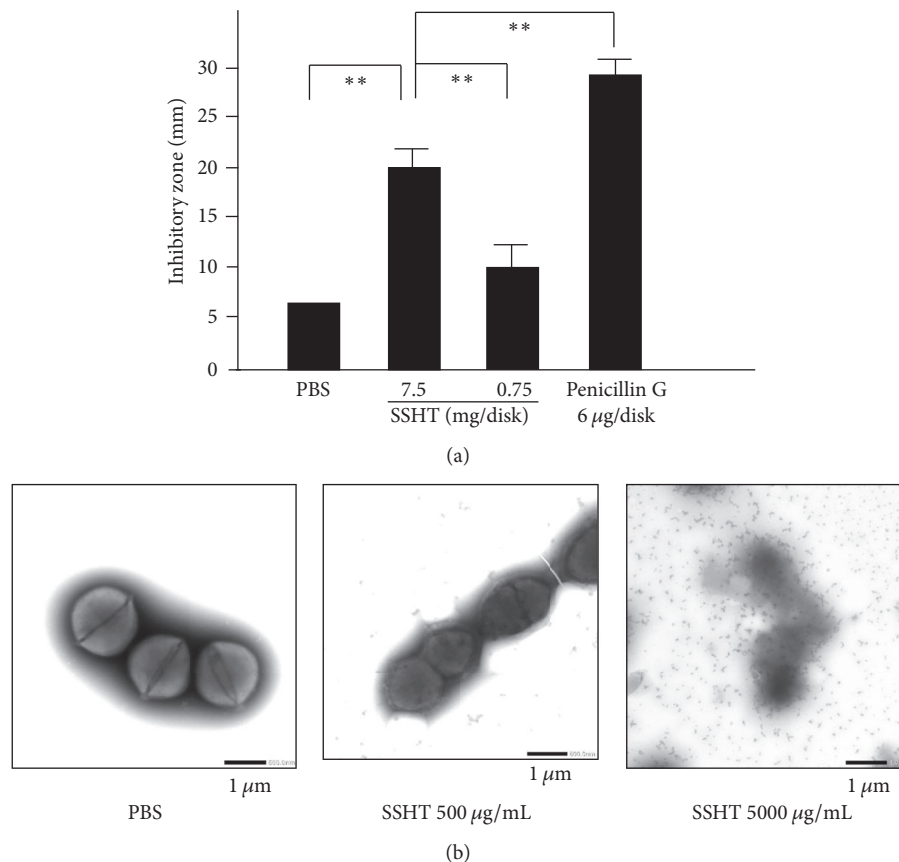 **
** **
Inhibitory zone (mm)
30
25
20
15
10
5
0
PBS 7.5 0.75 Penicillin G
SSHT (mg/disk) 6 μg/disk
(a)
1 μm 1 μm 1 μm
PBS SSHT 500 μg/mL SSHT 5000 μg/mL
(b)